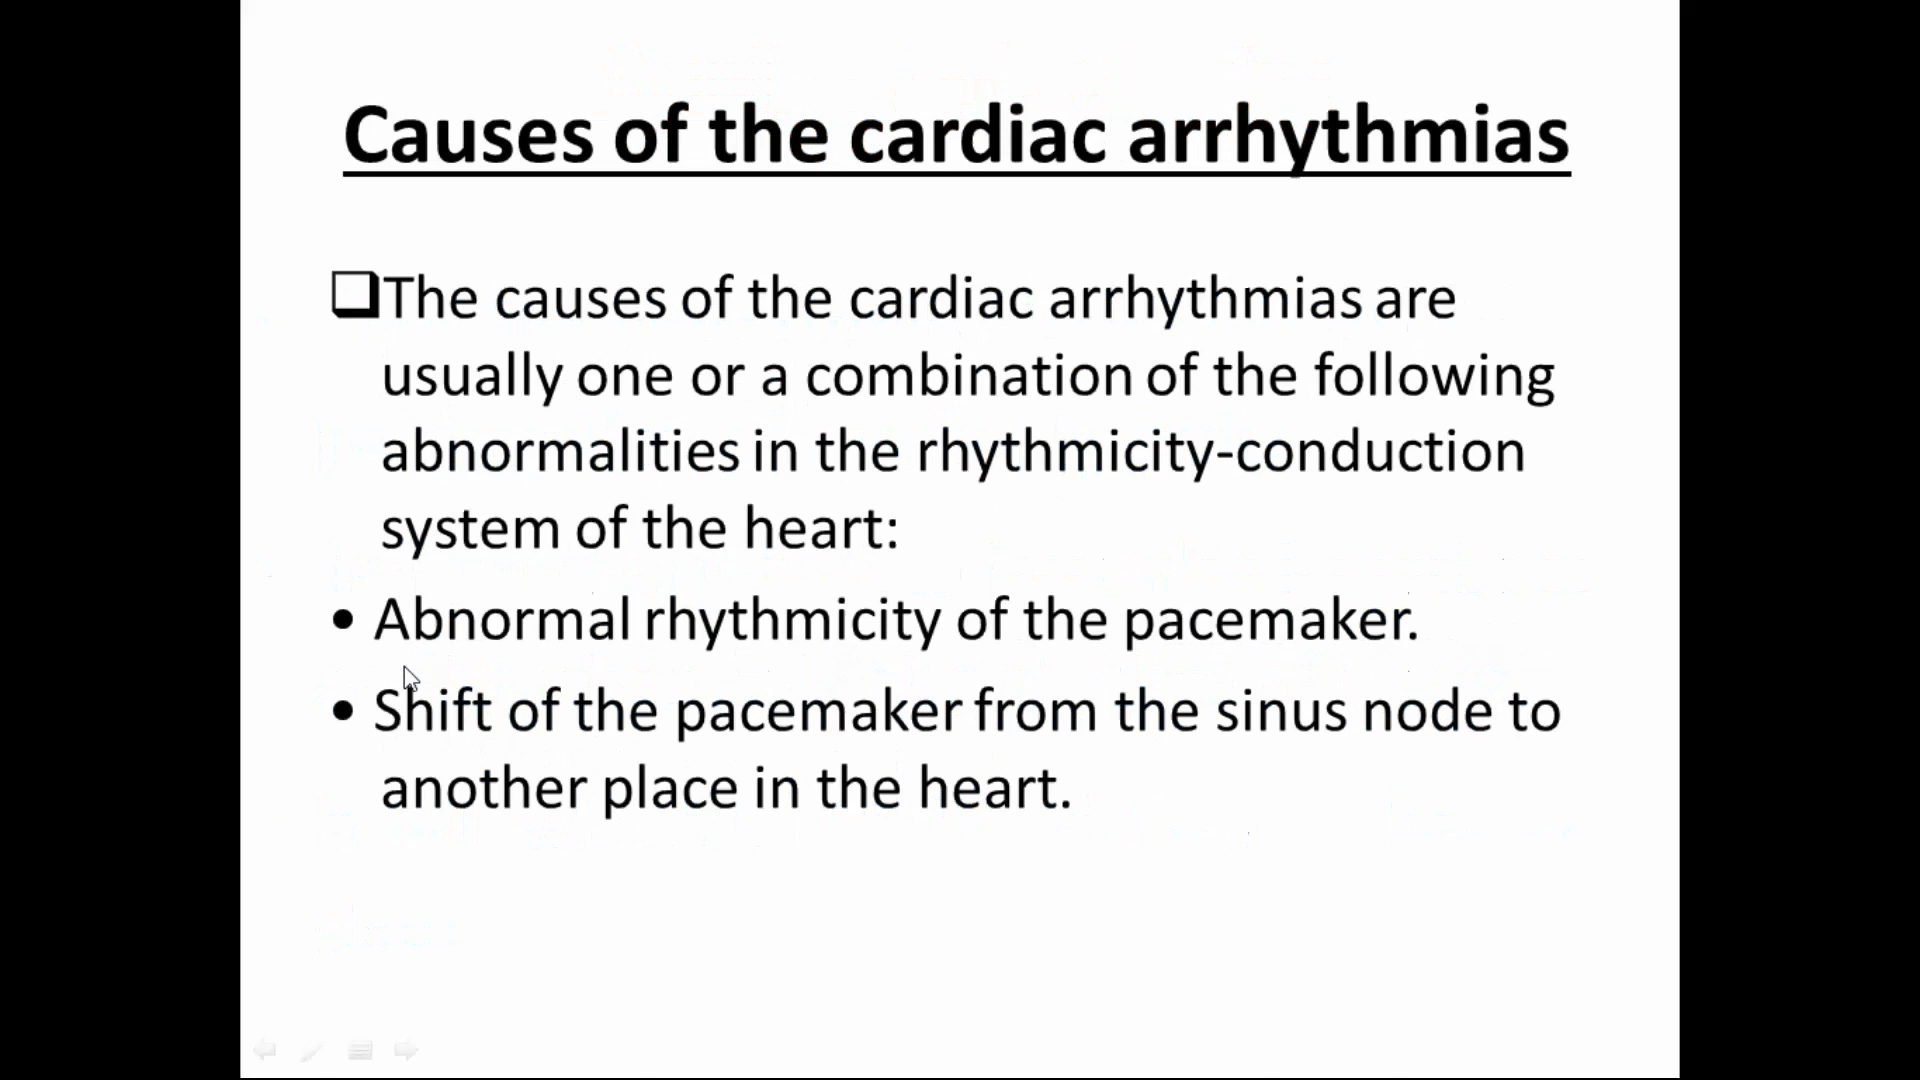 Causes of the cardiac arrhythmias
❑The causes of the cardiac arrhythmias are
usually one or a combination of the following
abnormalities in the rhythmicity-conduction
system of the heart:
• Abnormal rhythmicity of the pacemaker.
• Shift of the pacemaker from the sinus node to
another place in the heart.